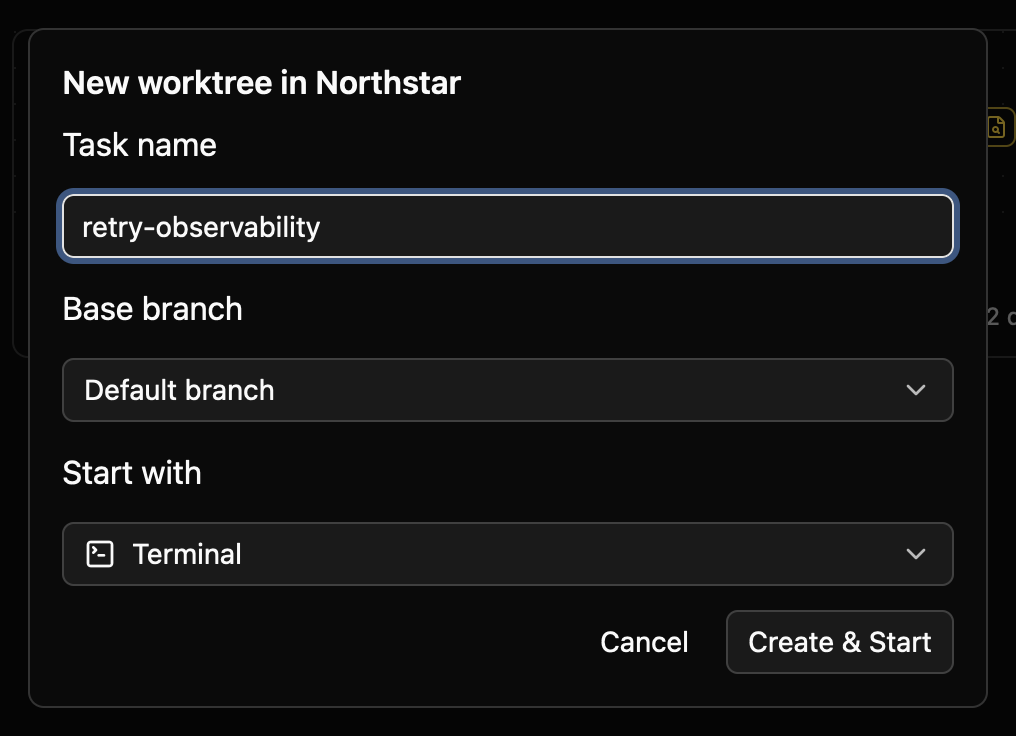 New worktree in Northstar
Task name
retry-observability
Base branch
Default branch
Start with
Terminal
Cancel
Create & Start